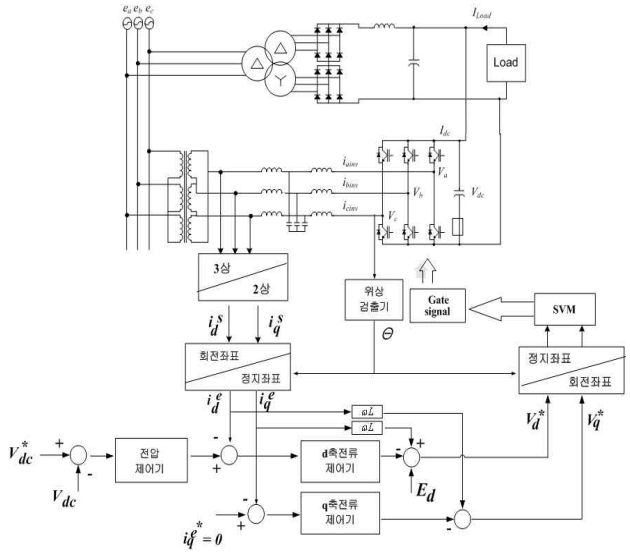 e_a e_b e_c
I_Load
Load
I_dc
i_ainv
V_a
i_binv
V_b
V_dc
i_cinv
V_c
3상
2상
위상
검출기
Gate
signal
SVM
i_d^s i_q^s
θ
회전좌표
정지좌표
정지좌표
회전좌표
i_d^e i_q^e
ωL
ωL
V_d^* V_q^*
V_dc^* + -
V_dc
전압
제어기
- +
d축전류
제어기
- +
+
E_d
- +
i_q^e* = 0
q축전류
제어기
+ -